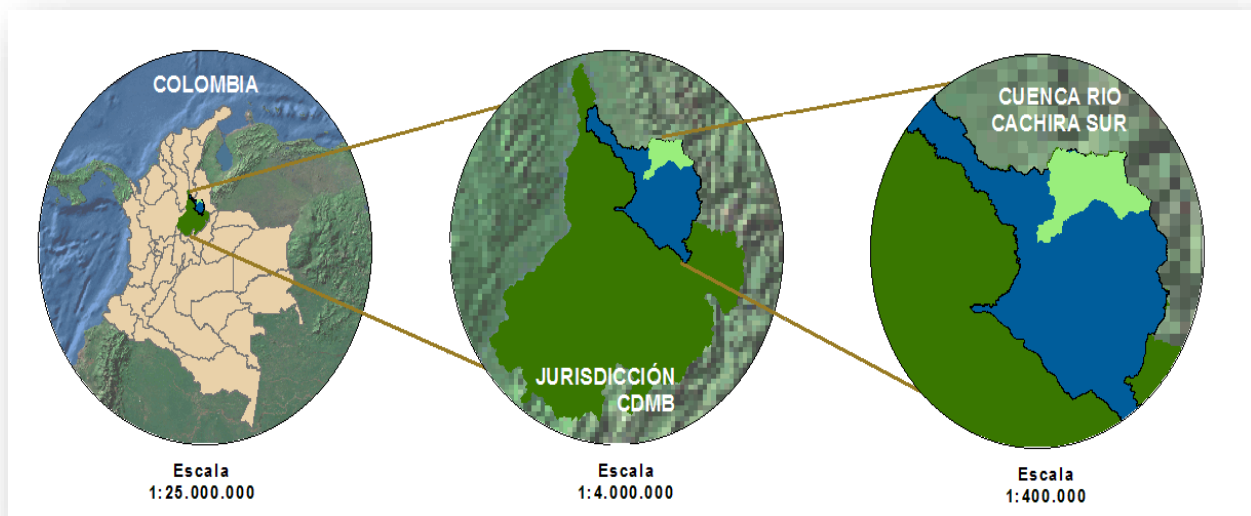 COLOMBIA
JURISDICCIÓN
CDMB
CUENCA RIO
CACHIRA SUR
Escala
1:25.000.000
Escala
1:4.000.000
Escala
1:400.000